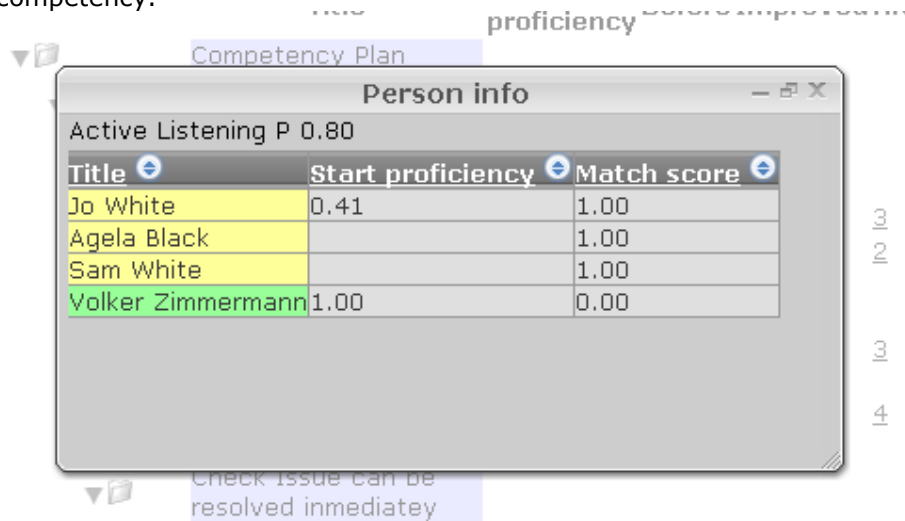 competency.
Title
proficiency Before Improved
Competency Plan
Person info
Active Listening P 0.80
Title Start proficiency Match score
Jo White 0.41 1.00
Agela Black 1.00
Sam White 1.00
Volker Zimmermann 1.00 0.00
3
2
3
4
Check Issue can be
resolved inmediatey